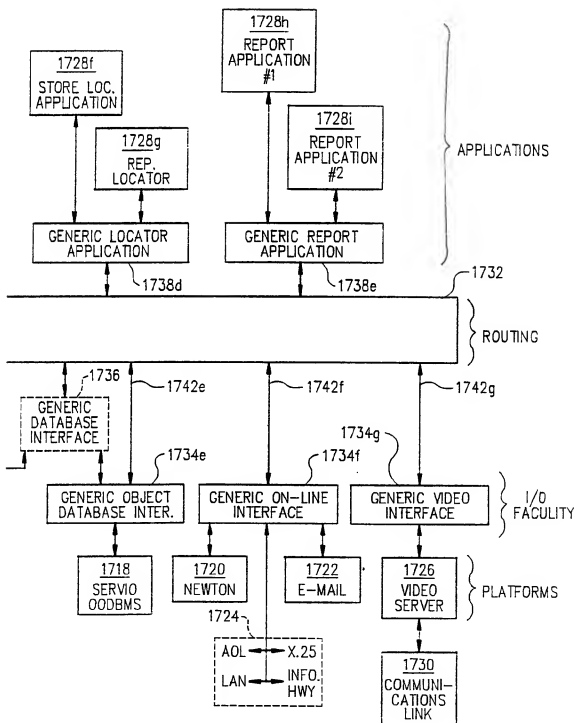 1728f
STORE LOC.
APPLICATION
1728h
REPORT
APPLICATION
#1
1728g
REP.
LOCATOR
1728i
REPORT
APPLICATION
#2
APPLICATIONS
GENERIC LOCATOR
APPLICATION
GENERIC REPORT
APPLICATION
1738d
1738e
1732
ROUTING
1736
1742e
1742f
1742g
GENERIC
DATABASE
INTERFACE
1734e
1734f
1734g
GENERIC OBJECT
DATABASE INTER.
GENERIC ON-LINE
INTERFACE
GENERIC VIDEO
INTERFACE
I/O
FACULITY
1718
SERVIO
OODBMS
1720
NEWTON
1722
E-MAIL
1726
VIDEO
SERVER
PLATFORMS
1724
AOL X.25
LAN INFO.
HWY
1730
COMMUNI-
CATIONS
LINK